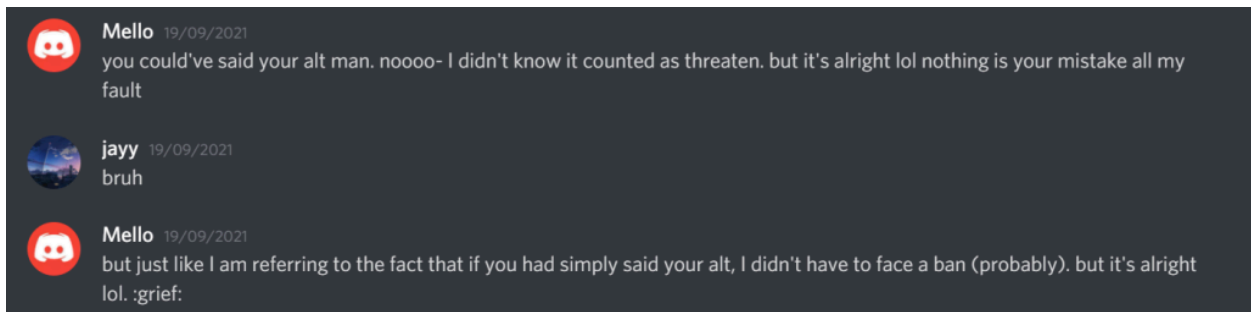 Mello 19/09/2021
you could've said your alt man. noooo- I didn't know it counted as threaten. but it's alright lol nothing is your mistake all my
fault
jayy 19/09/2021
bruh
Mello 19/09/2021
but just like I am referring to the fact that if you had simply said your alt, I didn't have to face a ban (probably). but it's alright
lol. :grief: